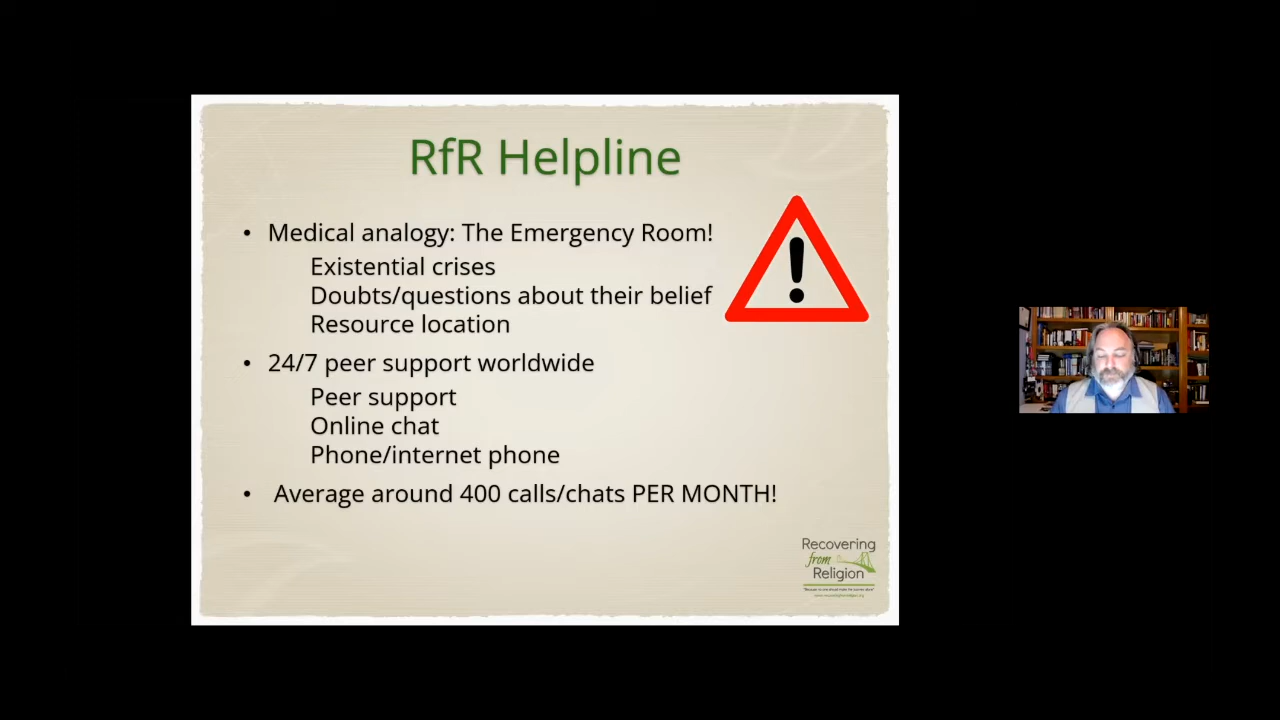 RfR Helpline
• Medical analogy: The Emergency Room!
Existential crises
Doubts/questions about their belief
Resource location
• 24/7 peer support worldwide
Peer support
Online chat
Phone/internet phone
• Average around 400 calls/chats PER MONTH!
Recovering
from
Religion